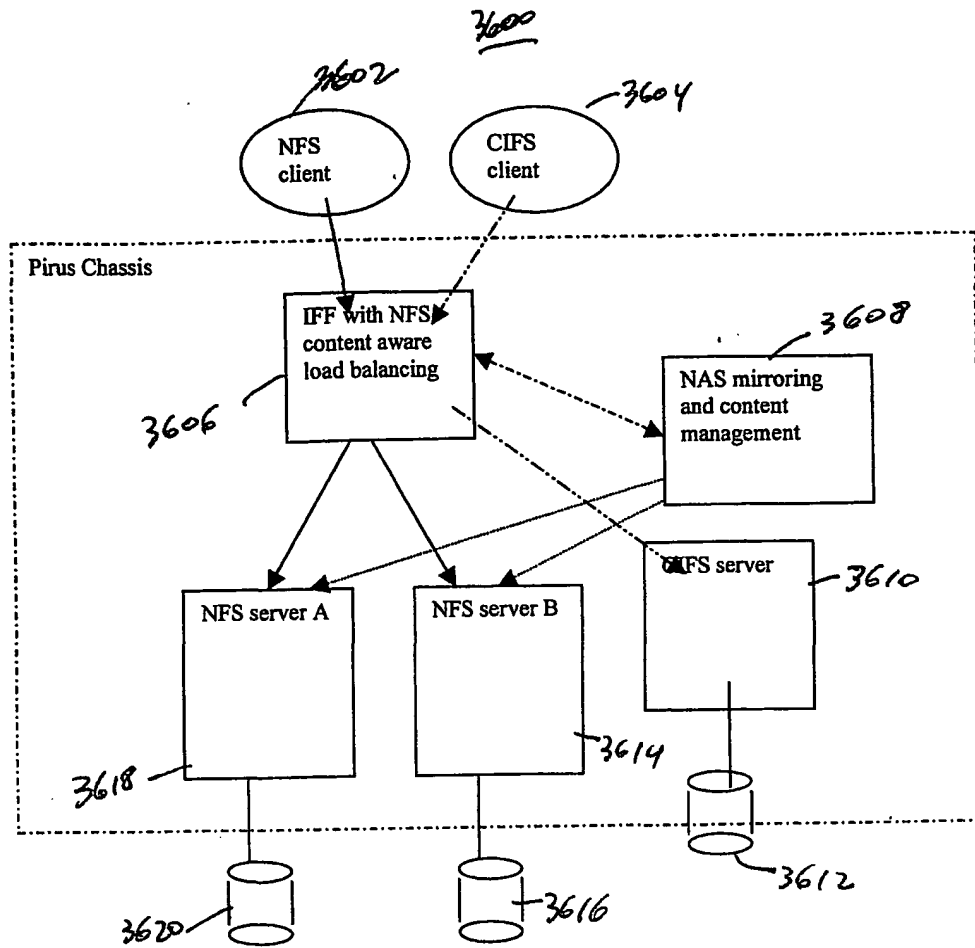 3600
3602
3604
NFS
client
CIFS
client
Pirus Chassis
IFF with NFS
content aware
load balancing
3606
3608
NAS mirroring
and content
management
NFS server A
NFS server B
CIFS server
3610
3618
3614
3620
3616
3612